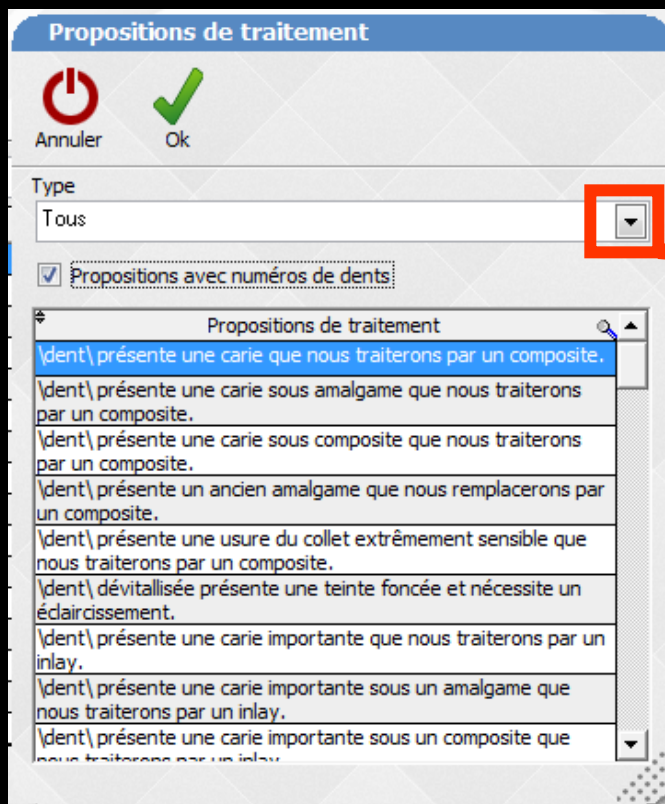 Propositions de traitement
Annuler Ok
Type
Tous
Propositions avec numéros de dents
Propositions de traitement
\dent\ présente une carie que nous traiterons par un composite.
\dent\ présente une carie sous amalgame que nous traiterons
par un composite.
\dent\ présente une carie sous composite que nous traiterons
par un composite.
\dent\ présente un ancien amalgame que nous remplacerons par
un composite.
\dent\ présente une usure du collet extrêmement sensible que
nous traiterons par un composite.
\dent\ dévitallisée présente une teinte foncée et nécessite un
éclaircissement.
\dent\ présente une carie importante que nous traiterons par un
inlay.
\dent\ présente une carie importante sous un amalgame que
nous traiterons par un inlay.
\dent\ présente une carie importante sous un composite que
nous traiterons par un inlay